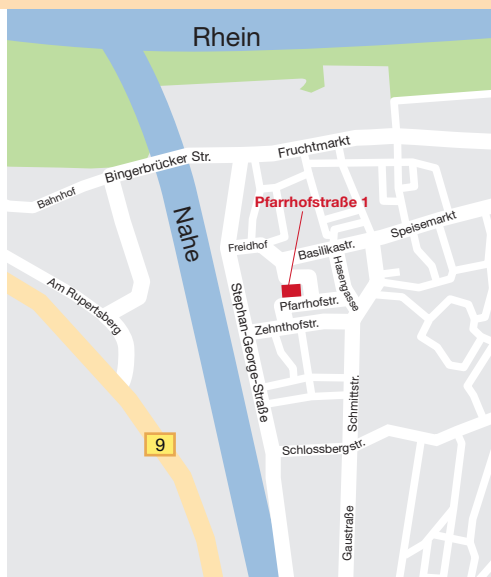 Rhein
Fruchtmarkt
Bingerbrücker Str.
Bahnhof
Pfarrhofstraße 1
Nahe
Speisemarkt
Freidhof
Basilikastr.
Hasengasse
Am Rupertsberg
Stephan-George-Straße
Pfarrhofstr.
Zehnthofstr.
Schmittstr.
9
Schlossbergstr.
Gaustraße